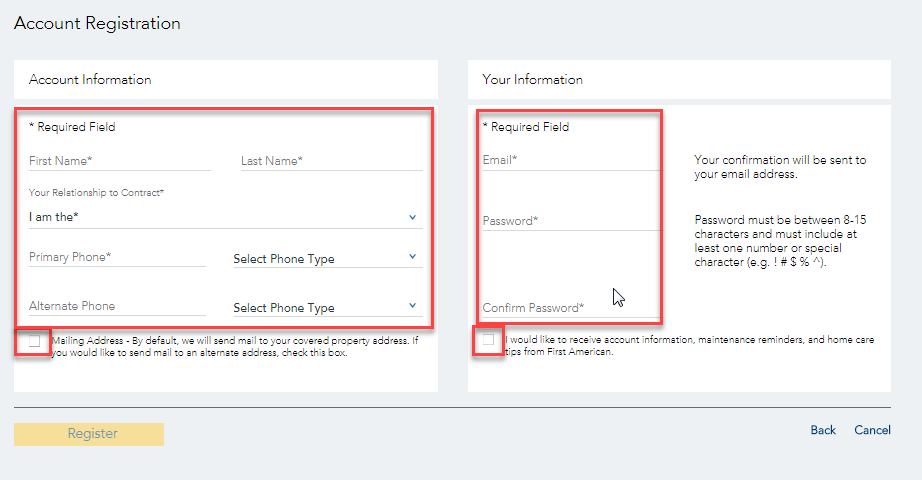 Account Registration
Account Information
* Required Field
First Name*
Last Name*
Your Relationship to Contract*
I am the*
Primary Phone*
Select Phone Type
Alternate Phone
Select Phone Type
Mailing Address - By default, we will send mail to your covered property address. If
you would like to send mail to an alternate address, check this box.
Your Information
* Required Field
Email*
Your confirmation will be sent to
your email address.
Password*
Password must be between 8-15
characters and must include at
least one number or special
character (e.g. ! # $ % ^).
Confirm Password*
I would like to receive account information, maintenance reminders, and home care
tips from First American.
Register
Back
Cancel